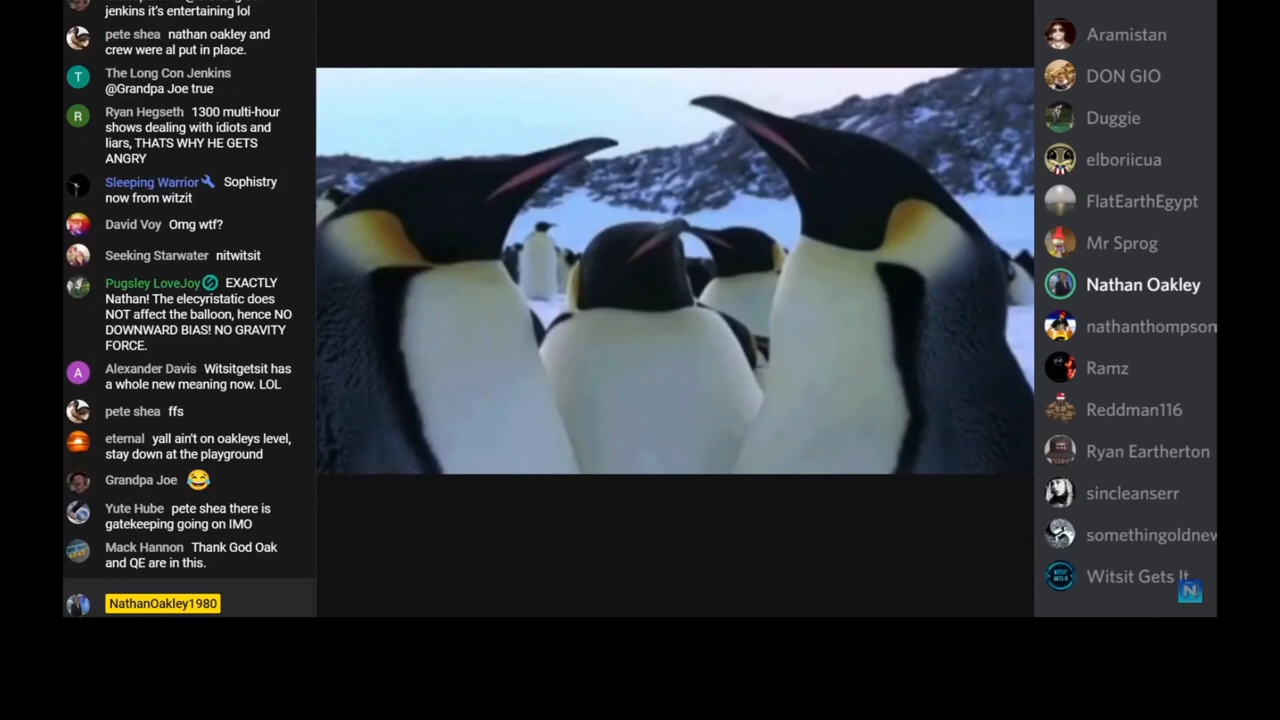 jenkins it's entertaining lol
pete shea nathan oakley and
crew were al put in place.
T The Long Con Jenkins
@Grandpa Joe true
R Ryan Hegseth 1300 multi-hour
shows dealing with idiots and
liars, THATS WHY HE GETS
ANGRY
Sleeping Warrior Sophistry
now from witzit
David Voy Omg wtf?
Seeking Starwater nitwitsit
Pugsley LoveJoy EXACTLY
Nathan! The elecyristatic does
NOT affect the balloon, hence NO
DOWNWARD BIAS! NO GRAVITY
FORCE.
A Alexander Davis Witsitgetsit has
a whole new meaning now. LOL
pete shea ffs
eternal yall ain't on oakleys level,
stay down at the playground
Grandpa Joe 😂
Yute Hube pete shea there is
gatekeeping going on IMO
Mack Hannon Thank God Oak
and QE are in this.
NathanOakley1980
Aramistan
DON GIO
Duggie
elboriicua
FlatEarthEgypt
Mr Sprog
Nathan Oakley
nathanthompson
Ramz
Reddman116
Ryan Eartherton
sincleanserr
somethingoldnew
WITSIT GETS IT Witsit Gets It
N